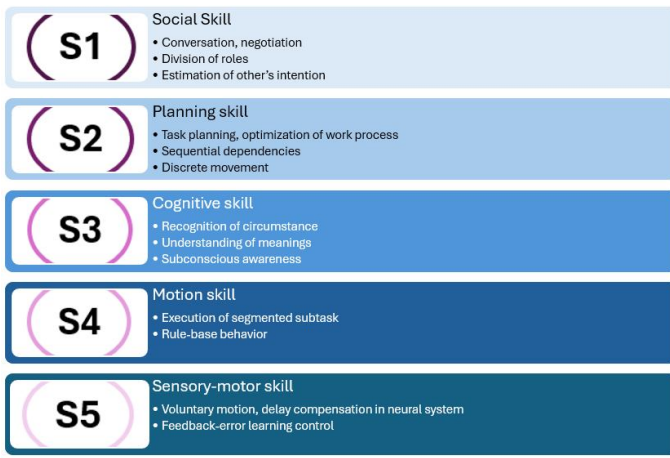 S1
Social Skill
• Conversation, negotiation
• Division of roles
• Estimation of other's intention
S2
Planning skill
• Task planning, optimization of work process
• Sequential dependencies
• Discrete movement
S3
Cognitive skill
• Recognition of circumstance
• Understanding of meanings
• Subconscious awareness
S4
Motion skill
• Execution of segmented subtask
• Rule-base behavior
S5
Sensory-motor skill
• Voluntary motion, delay compensation in neural system
• Feedback-error learning control